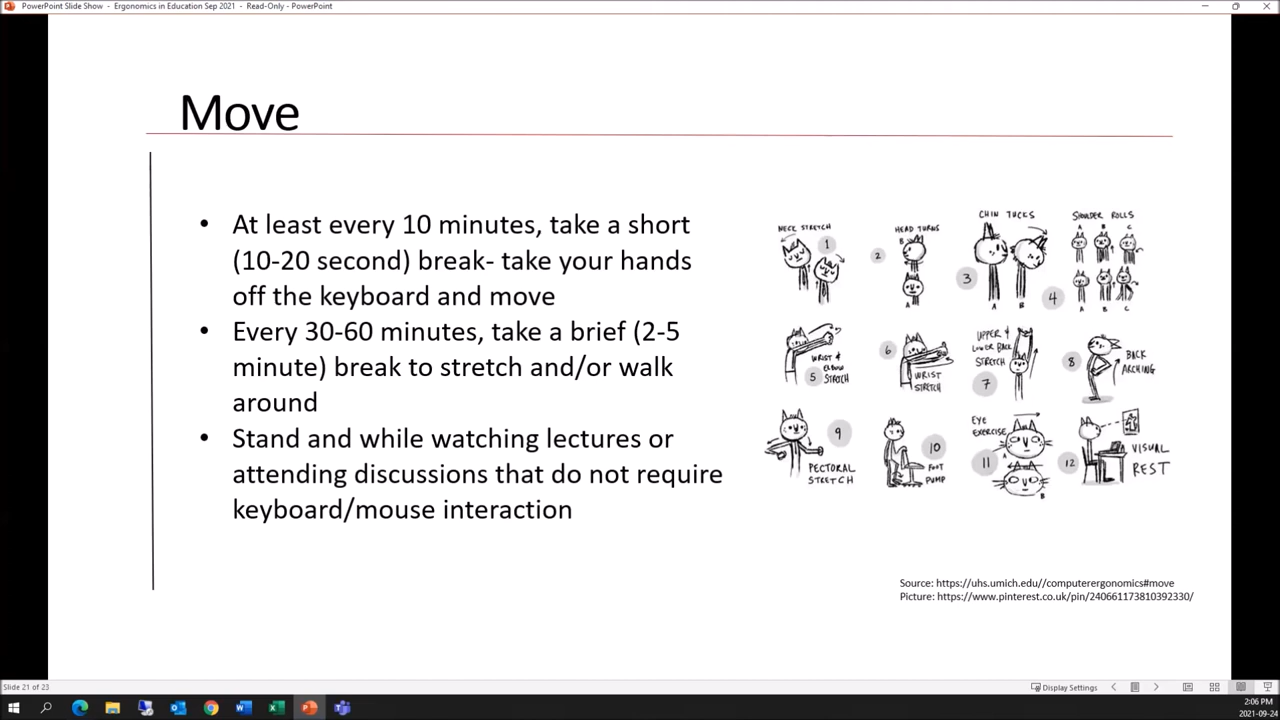 PowerPoint Slide Show - Ergonomics in Education Sep 2021 - Read-Only - PowerPoint
Move
• At least every 10 minutes, take a short
(10-20 second) break- take your hands
off the keyboard and move
• Every 30-60 minutes, take a brief (2-5
minute) break to stretch and/or walk
around
• Stand and while watching lectures or
attending discussions that do not require
keyboard/mouse interaction
NECK STRETCH
1
HEAD TURNS
2
B
A
CHIN TUCKS
3
A B
SHOULDER ROLLS
A B C
4
A B C
WRIST &
ELBOW
5 STRETCH
6
WRIST
STRETCH
UPPER &
LOWER BACK
STRETCH
7
8
BACK
ARCHING
9
PECTORAL
STRETCH
10
FOOT
PUMP
EYE
EXERCISE
A
11
B
12
VISUAL
REST
Source: https://uhs.umich.edu//computerergonomics#move
Picture: https://www.pinterest.co.uk/pin/240661173810392330/
Slide 21 of 23
Display Settings
2:06 PM
2021-09-24